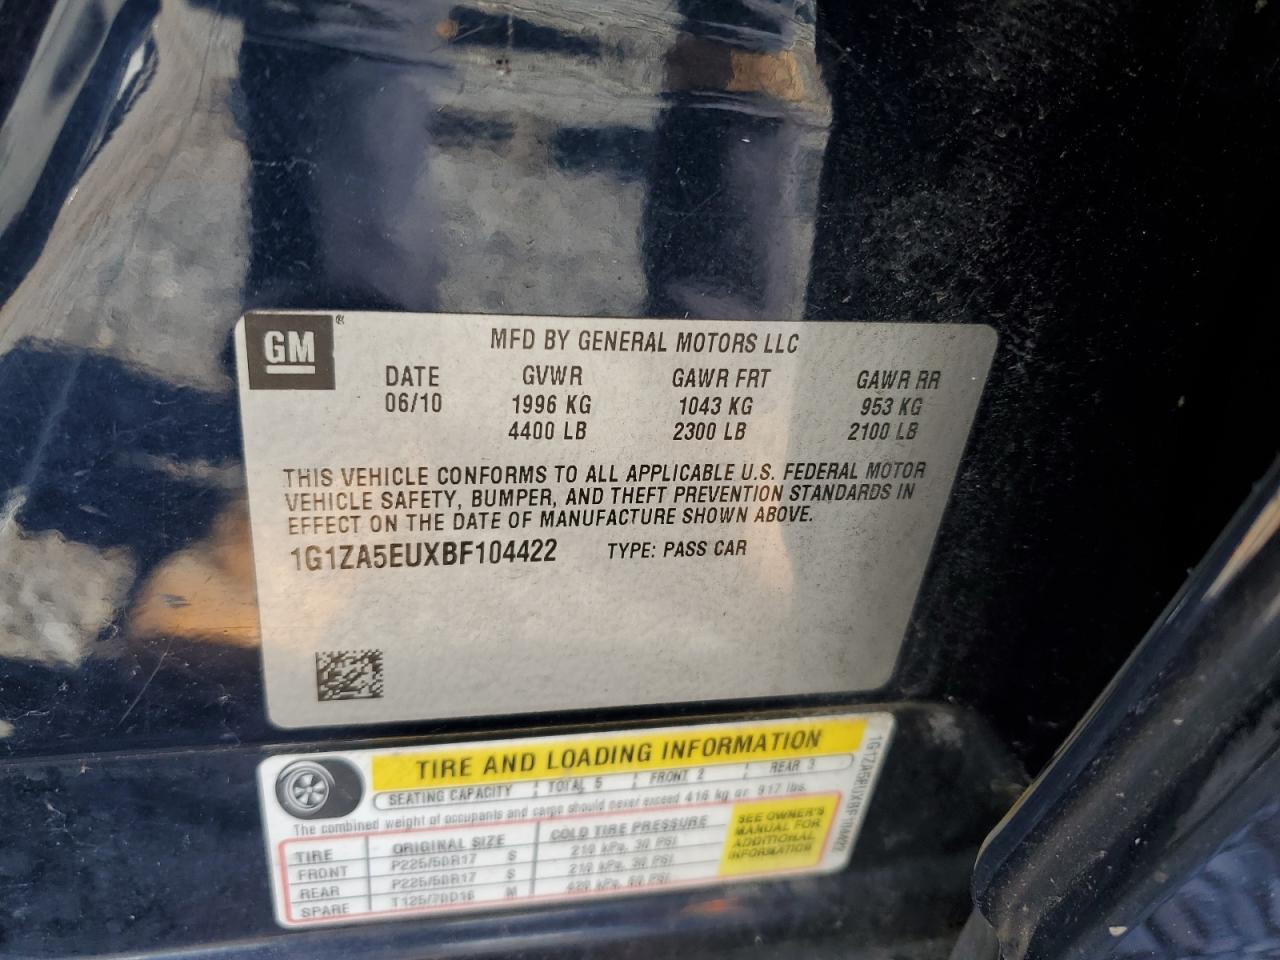 GM ®
MFD BY GENERAL MOTORS LLC
DATE GVWR GAWR FRT GAWR RR
06/10 1996 KG 1043 KG 953 KG
4400 LB 2300 LB 2100 LB
THIS VEHICLE CONFORMS TO ALL APPLICABLE U.S. FEDERAL MOTOR
VEHICLE SAFETY, BUMPER, AND THEFT PREVENTION STANDARDS IN
EFFECT ON THE DATE OF MANUFACTURE SHOWN ABOVE.
1G1ZA5EUXBF104422 TYPE: PASS CAR
TIRE AND LOADING INFORMATION
SEATING CAPACITY TOTAL 5 FRONT 2 REAR 3
The combined weight of occupants and cargo should never exceed 416 kg or 917 lbs.
TIRE ORIGINAL SIZE COLD TIRE PRESSURE
FRONT P225/50R17 S 210 kPa, 30 PSI
REAR P225/50R17 S 210 kPa, 30 PSI
SPARE T125/70D16 M 420 kPa, 60 PSI
SEE OWNER'S
MANUAL FOR
ADDITIONAL
INFORMATION